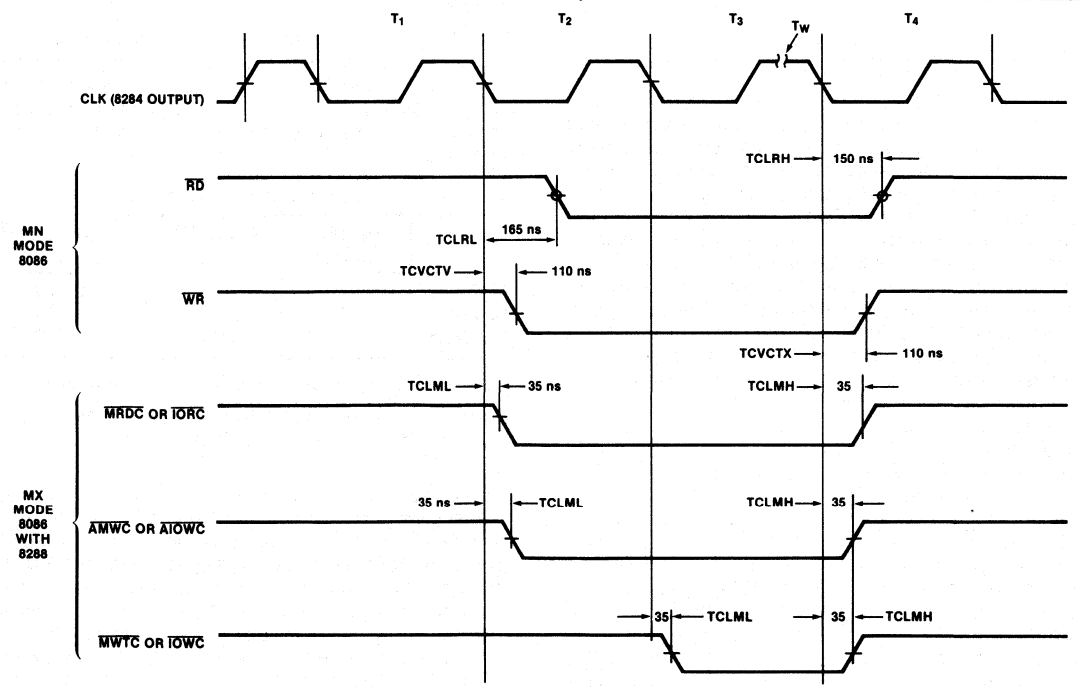 T1 T2 T3 T4
TW
CLK (8284 OUTPUT)
TCLRH 150 ns
RD
MN
MODE
8086
165 ns
TCLRL
TCVCTV 110 ns
WR
TCVCTX 110 ns
TCLML 35 ns TCLMH 35
MRDC OR IORC
MX
MODE
8086
WITH
8288
35 ns TCLML TCLMH 35
AMWC OR AIOWC
35 TCLML 35 TCLMH
MWTC OR IOWC